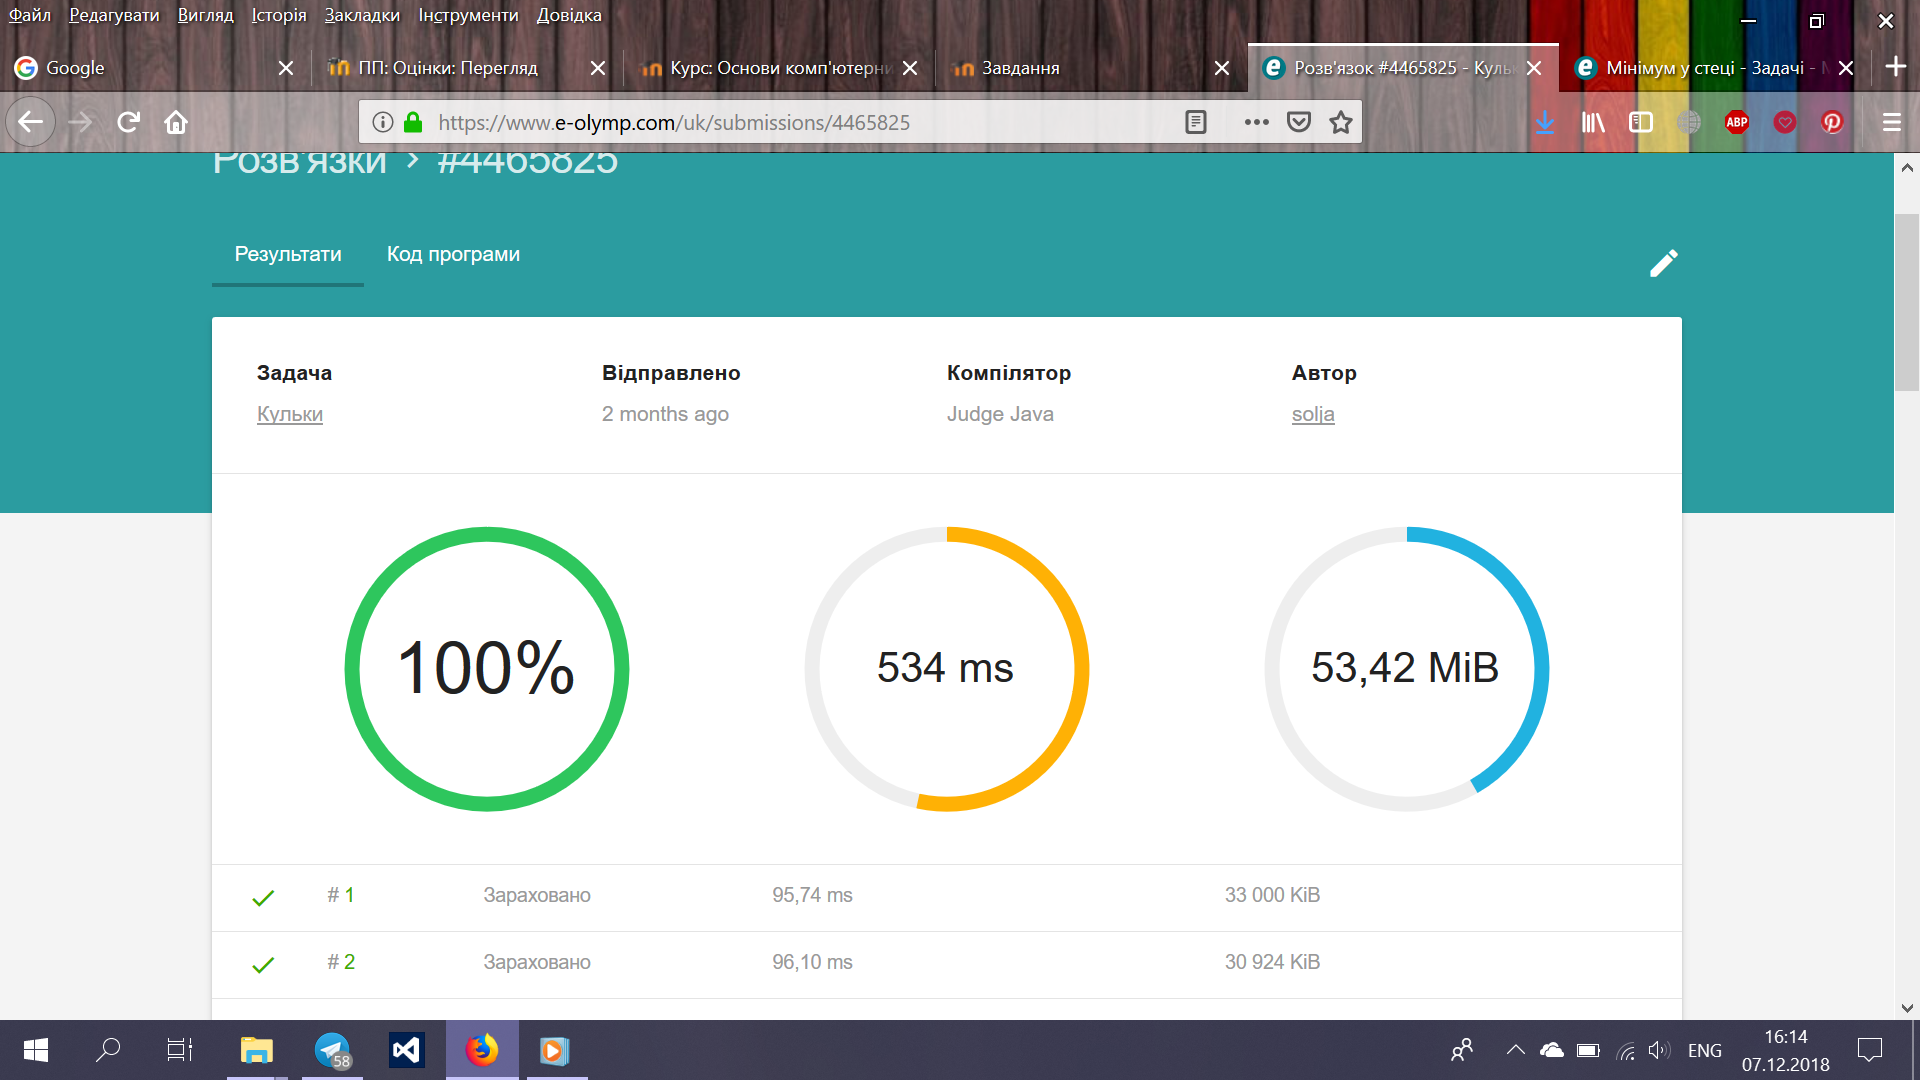 Файл Редагувати Вигляд Історія Закладки Інструменти Довідка
Google ПП: Оцінки: Перегляд Курс: Основи комп'ютерни Завдання Розв'язок #4465825 - Куль Мінімум у стеці - Задачі - M
https://www.e-olymp.com/uk/submissions/4465825 ABP
Розв'язки › #4465825
Результати Код програми
Задача Відправлено Компілятор Автор
Кульки 2 months ago Judge Java solja
100% 534 ms 53,42 MiB
# 1 Зараховано 95,74 ms 33 000 KiB
# 2 Зараховано 96,10 ms 30 924 KiB
58 ENG 16:14
07.12.2018